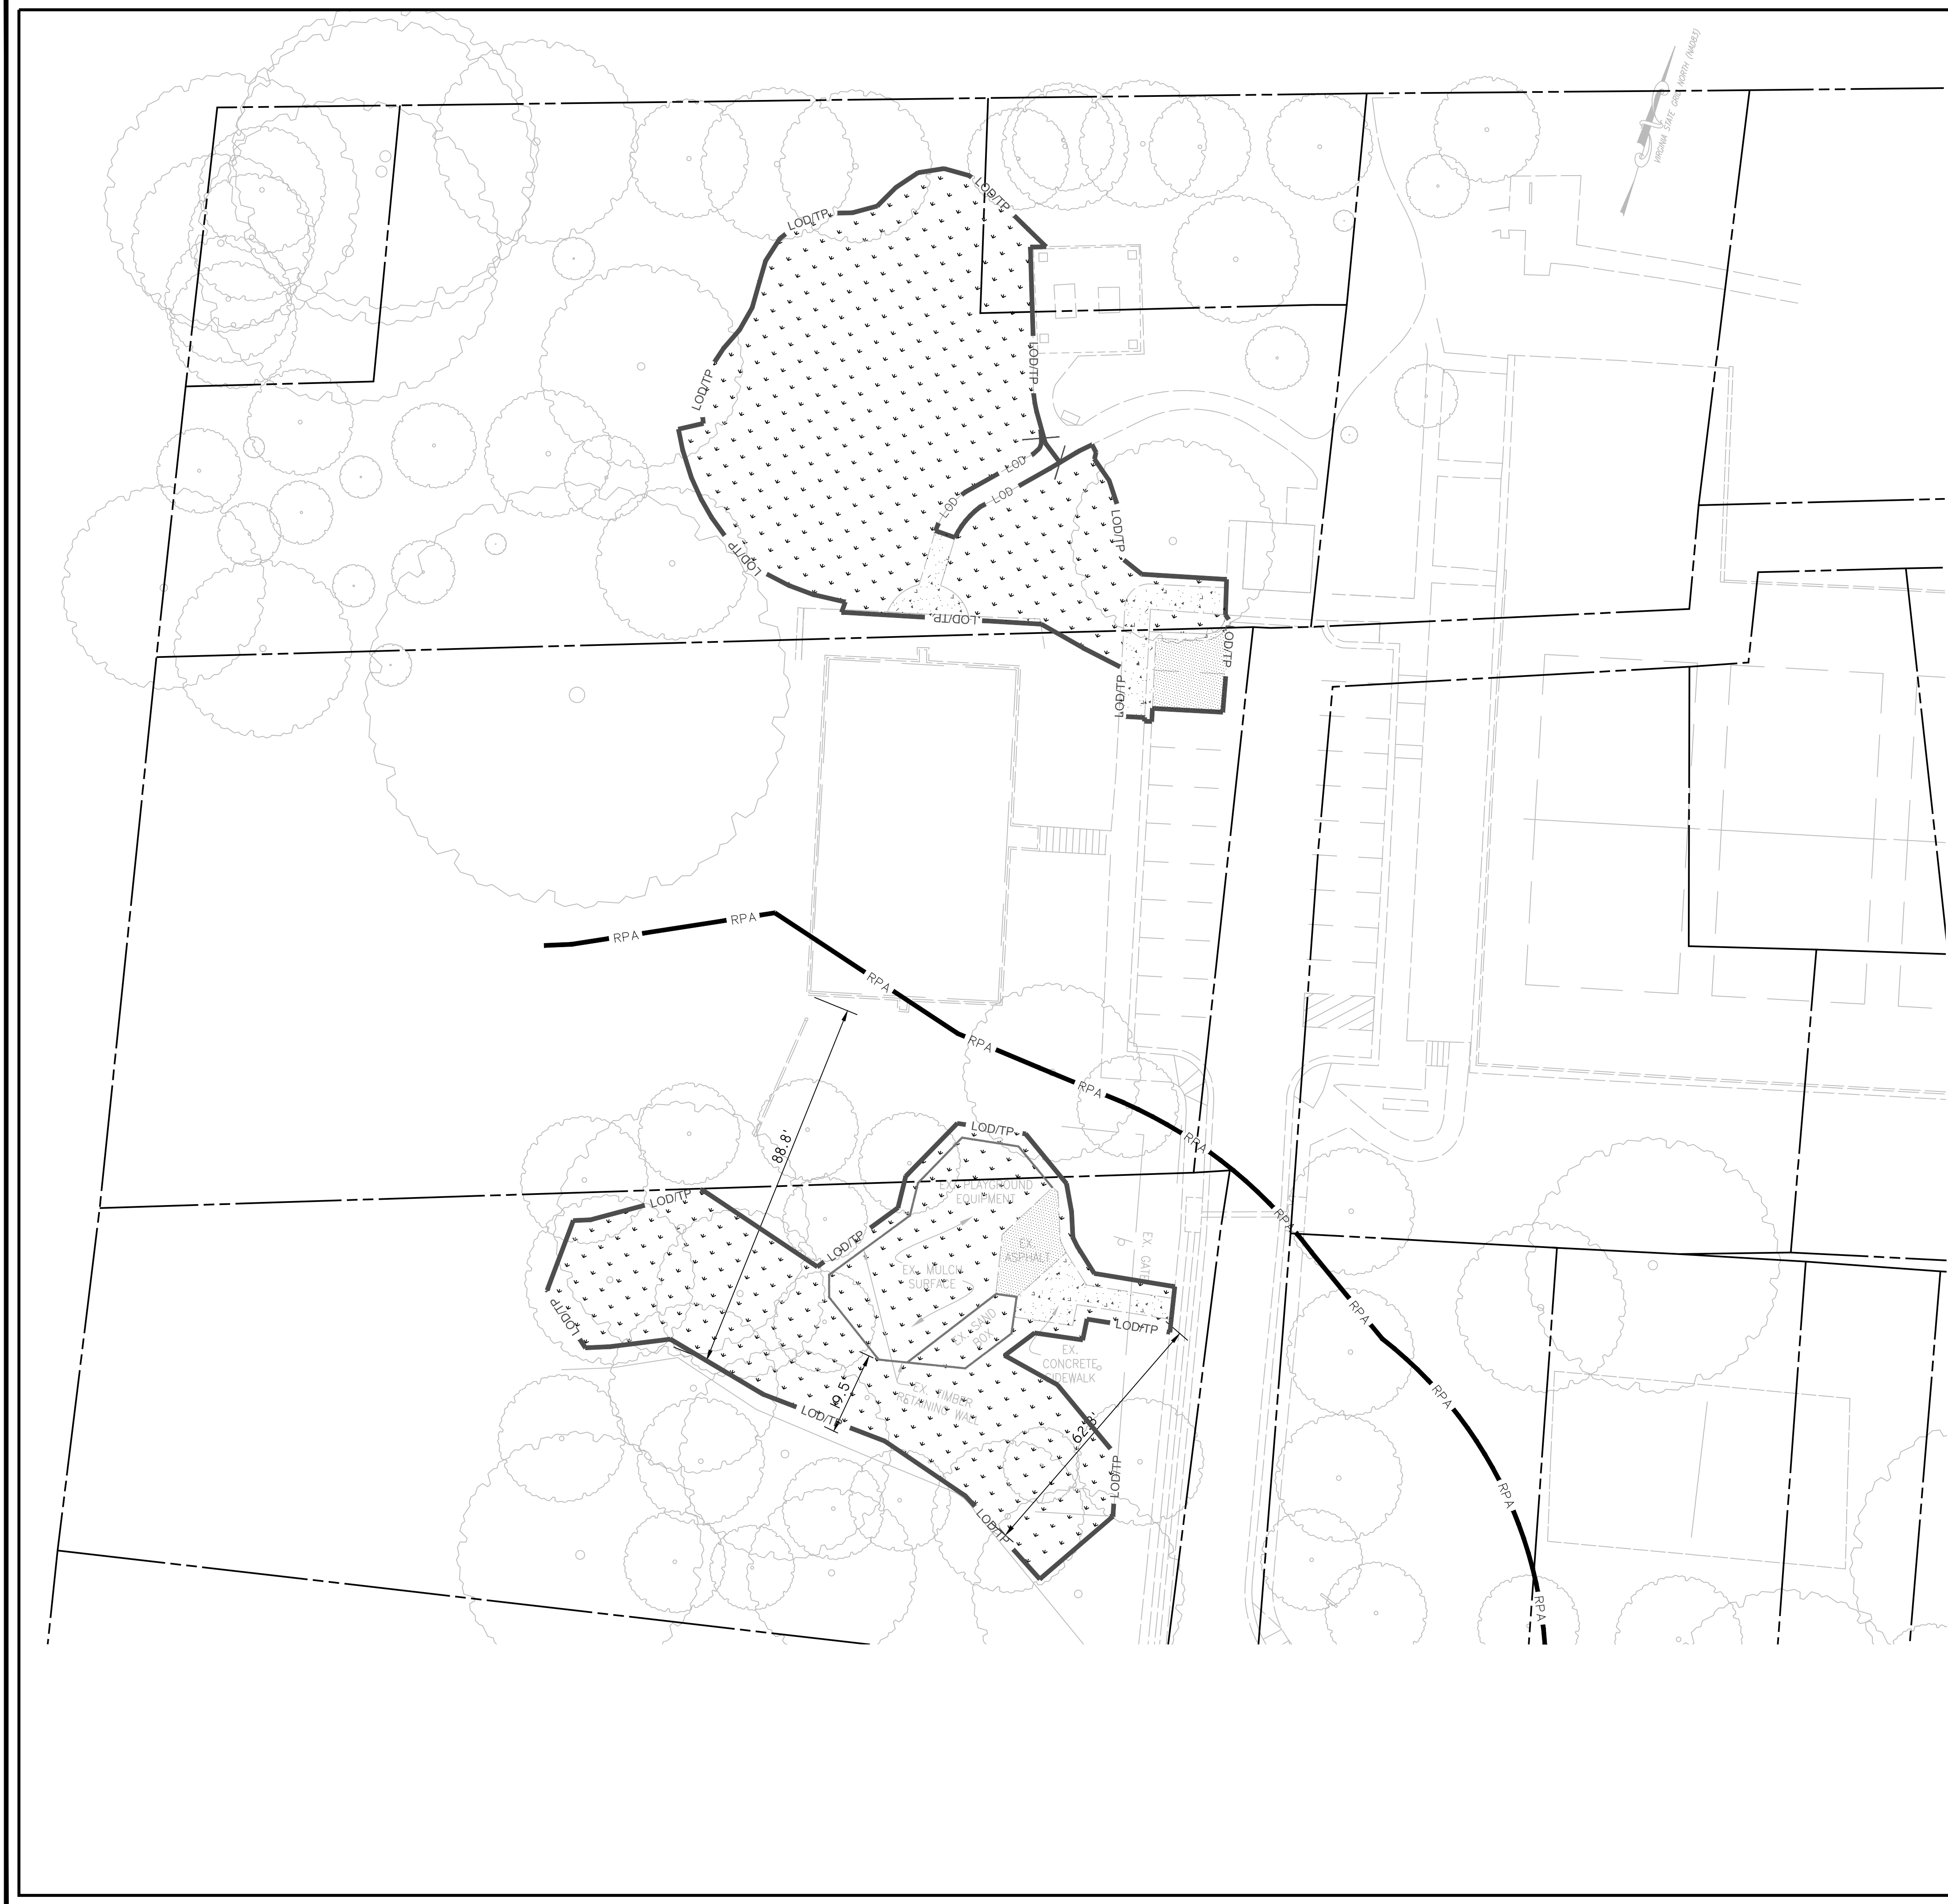 VIRGINIA STATE GRID NORTH (NAD83)
LOD/TP
LOD/TP
LOD/TP
LOD/TP
LOD
LOD
LOD
LOD/TP
LOD/TP
LOD/TP
LOD/TP
LOD/TP
RPA
RPA
RPA
RPA
RPA
RPA
RPA
RPA
RPA
RPA
RPA
88.8'
LOD/TP
LOD/TP
LOD/TP
LOD/TP
EX. PLAYGROUND
EQUIPMENT
EX.
ASPHALT
EX. GATE
EX. MULCH
SURFACE
EX. SAND
BOX
LOD/TP
EX.
CONCRETE
SIDEWALK
19.5'
EX. TIMBER
RETAINING WALL
LOD/TP
62.8'
LOD/TP
LOD/TP